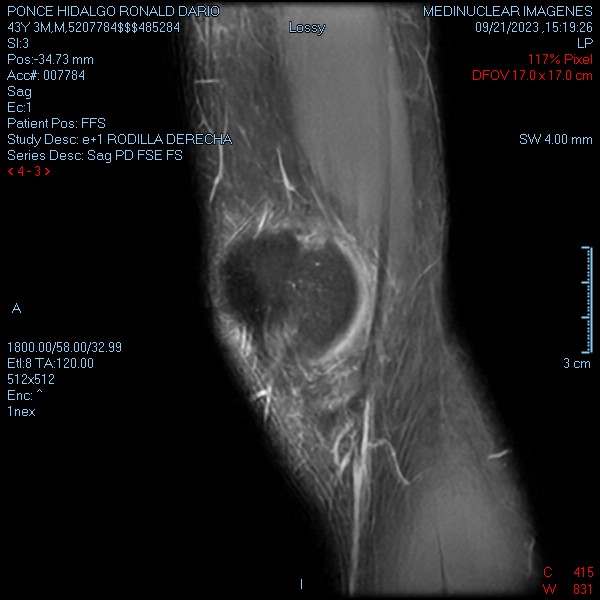 PONCE HIDALGO RONALD DARIO
43Y 3M,M,5207784$$$485284
Sl:3
Pos:-34.73 mm
Acc#: 007784
Sag
Ec:1
Patient Pos: FFS
Study Desc: e+1 RODILLA DERECHA
Series Desc: Sag PD FSE FS
< 4 - 3 >
Lossy
MEDINUCLEAR IMAGENES
09/21/2023 ,15:19:26
LP
117% Pixel
DFOV 17.0 x 17.0 cm
SW 4.00 mm
A
1800.00/58.00/32.99
Etl:8 TA:120.00
512x512
Enc: ^
1nex
3 cm
I
C 415
W 831